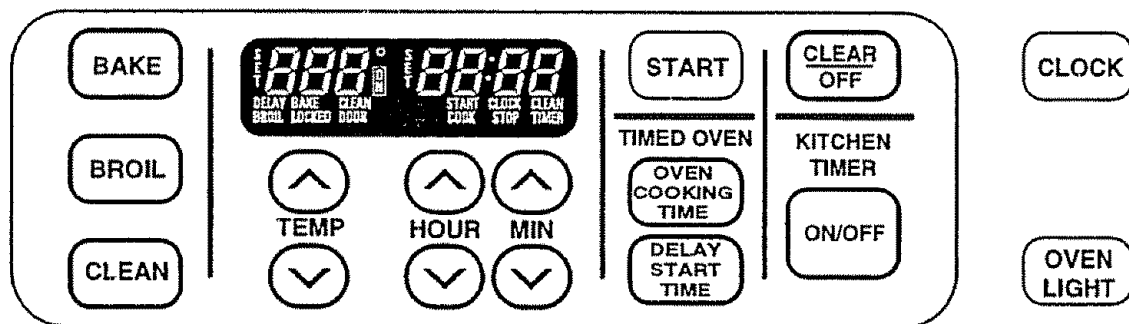 BAKE
BROIL
CLEAN
SET 888° ON SET 88:88
DELAY BAKE CLEAN START CLOCK CLEAN
BROIL LOCKED DOOR COOK STOP TIMER
TEMP
HOUR
MIN
START
TIMED OVEN
OVEN
COOKING
TIME
DELAY
START
TIME
CLEAR
OFF
KITCHEN
TIMER
ON/OFF
CLOCK
OVEN
LIGHT